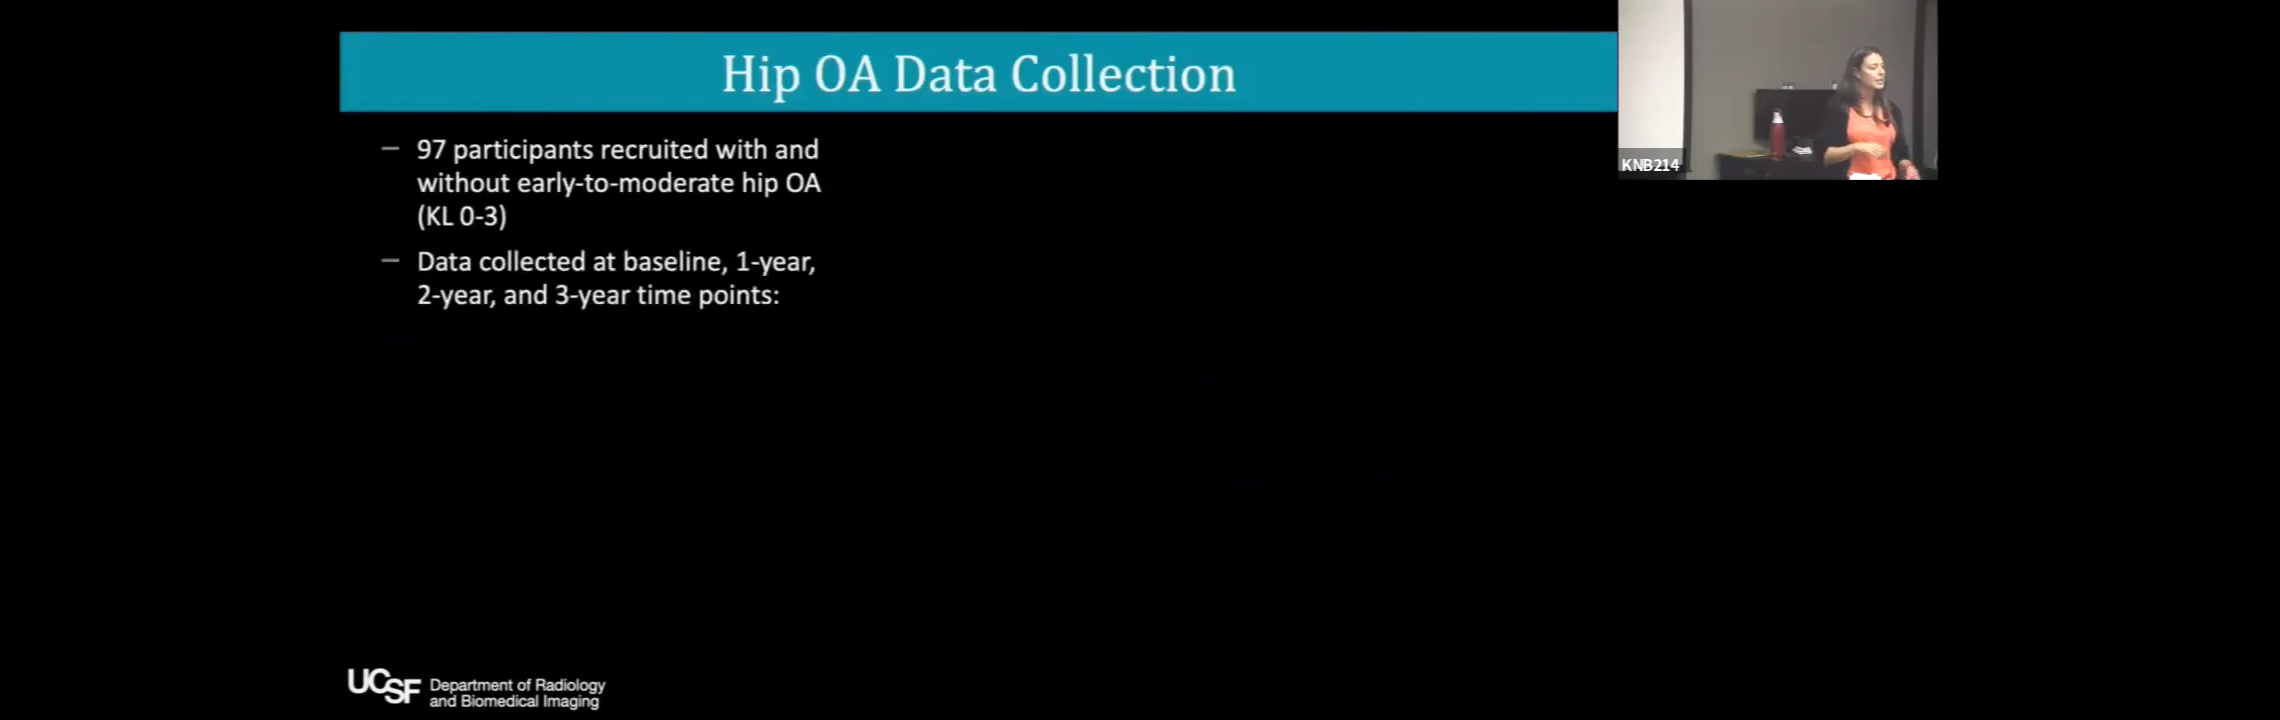 Hip OA Data Collection
– 97 participants recruited with and
without early-to-moderate hip OA
(KL 0-3)
– Data collected at baseline, 1-year,
2-year, and 3-year time points:
KNB214
UCSF Department of Radiology
and Biomedical Imaging